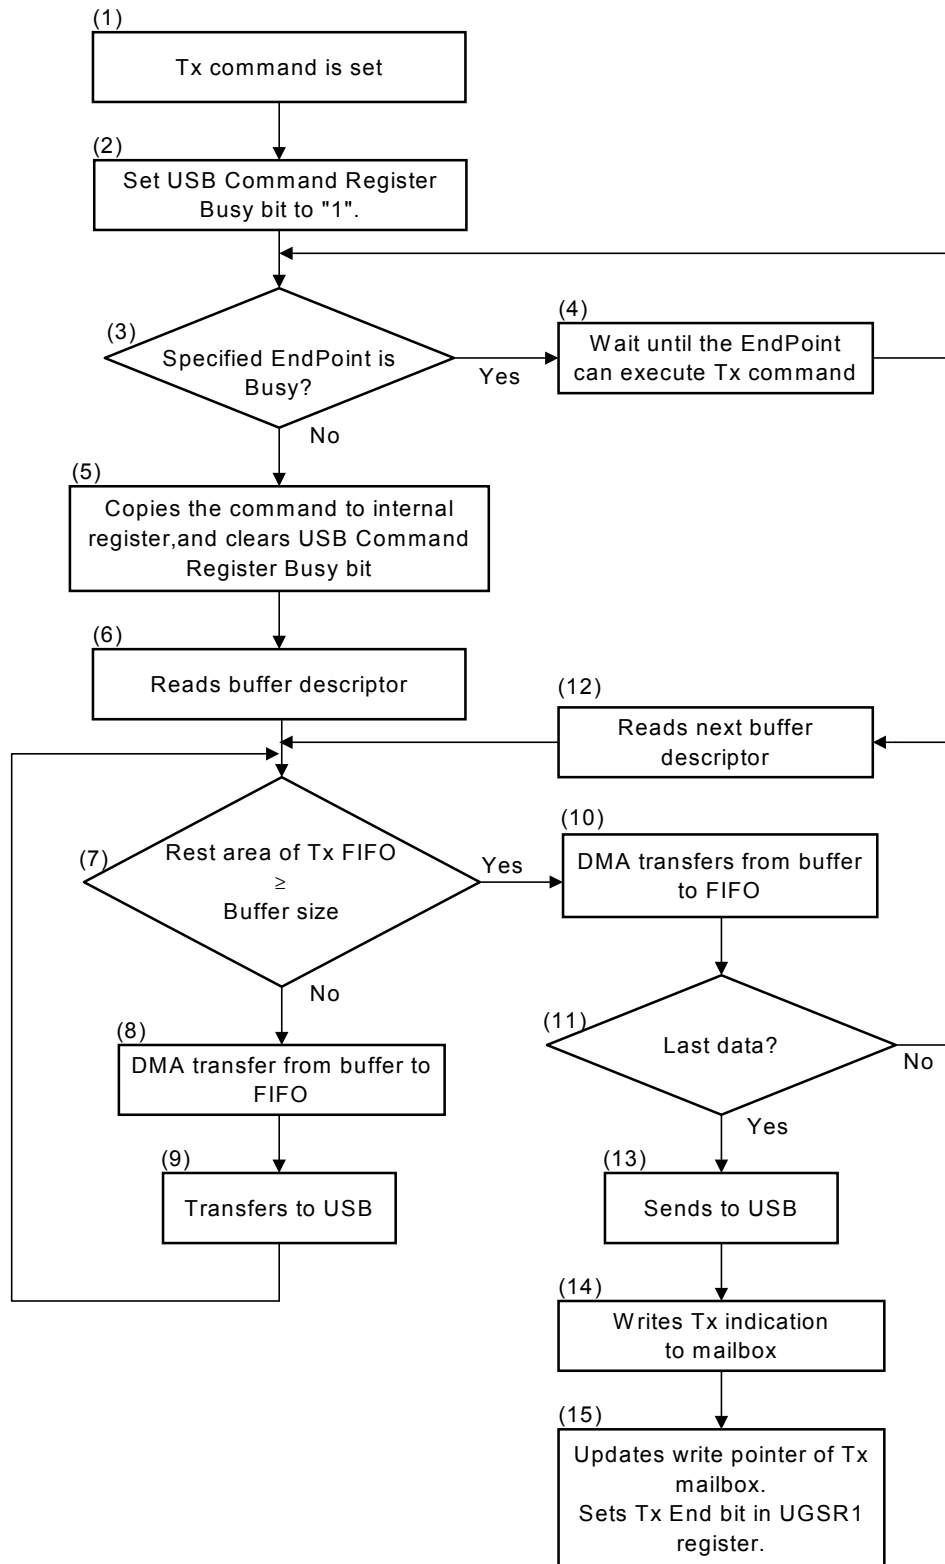 (1)
Tx command is set
(2)
Set USB Command Register
Busy bit to "1".
(3)
Specified EndPoint is
Busy?
Yes
No
(4)
Wait until the EndPoint
can execute Tx command
(5)
Copies the command to internal
register,and clears USB Command
Register Busy bit
(6)
Reads buffer descriptor
(12)
Reads next buffer
descriptor
(7)
Rest area of Tx FIFO
≥
Buffer size
Yes
No
(10)
DMA transfers from buffer
to FIFO
(8)
DMA transfer from buffer to
FIFO
(11)
Last data?
No
Yes
(9)
Transfers to USB
(13)
Sends to USB
(14)
Writes Tx indication
to mailbox
(15)
Updates write pointer of Tx
mailbox.
Sets Tx End bit in UGSR1
register.